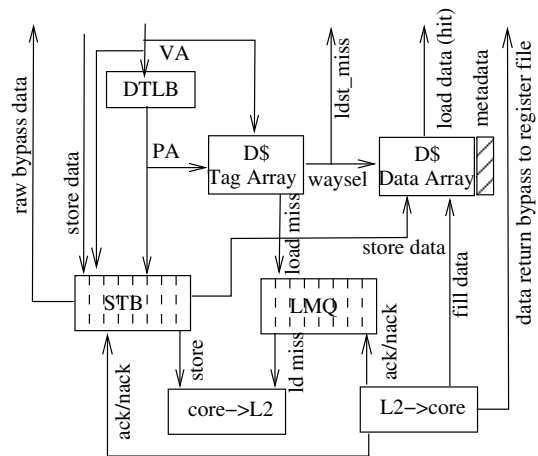 raw bypass data
store data
VA
DTLB
PA
D$
Tag Array
ldst_miss
waysel
load data (hit)
metadata
D$
Data Array
data return bypass to register file
load miss
store data
fill data
STB
LMQ
store
ld miss
ack/nack
ack/nack
core->L2
L2->core